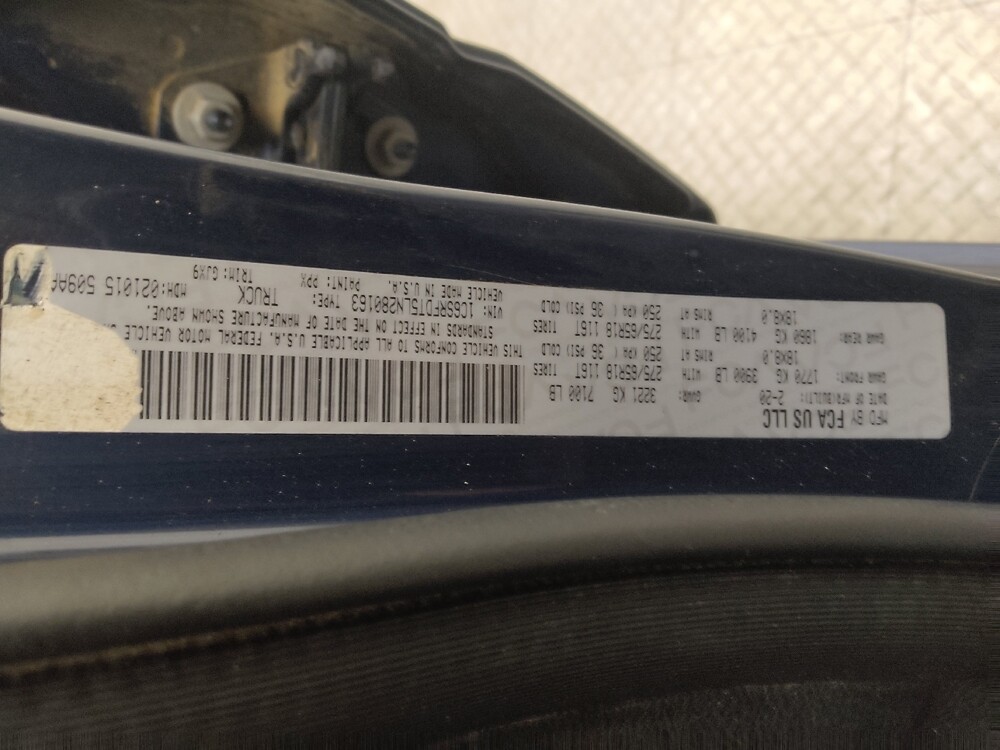 MFD BY FCA US LLC
DATE OF MFR(BUILT): 2-20 GVWR: 3221 KG 7100 LB
GAWR FRONT: 1770 KG 3900 LB WITH 275/65R18 116T TIRES
18X8.0 RIMS AT 250 KPA ( 36 PSI) COLD
GAWR REAR: 1860 KG 4100 LB WITH 275/65R18 116T TIRES
18X8.0 RIMS AT 250 KPA ( 36 PSI) COLD
THIS VEHICLE CONFORMS TO ALL APPLICABLE U.S.A. FEDERAL MOTOR VEHICLE
STANDARDS IN EFFECT ON THE DATE OF MANUFACTURE SHOWN ABOVE.
VIN: 1C6SRFDT5LN280163 TYPE: TRUCK MDH:021015 509A
VEHICLE MADE IN U.S.A. PAINT: PPX TRIM: GJX9